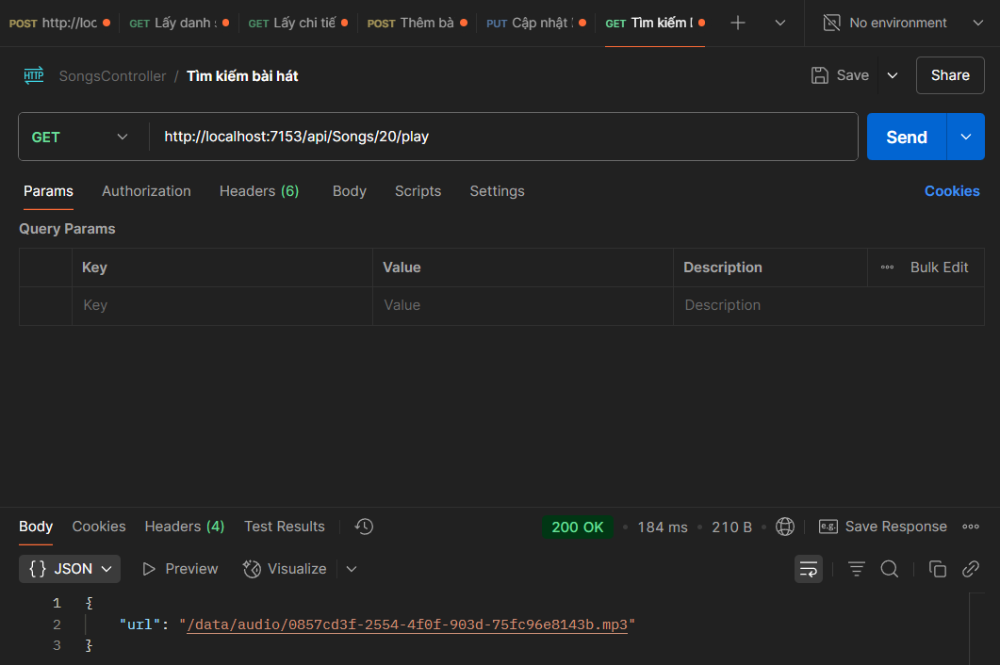 POST http://loc GET Lấy danh s GET Lấy chi tiế POST Thêm bà PUT Cập nhật GET Tìm kiếm No environment
HTTP SongsController / Tìm kiếm bài hát Save Share
GET http://localhost:7153/api/Songs/20/play Send
Params Authorization Headers (6) Body Scripts Settings Cookies
Query Params
Key Value Description Bulk Edit
Key Value Description
Body Cookies Headers (4) Test Results 200 OK 184 ms 210 B e.g. Save Response
{} JSON Preview Visualize
1 {
2 "url": "/data/audio/0857cd3f-2554-4f0f-903d-75fc96e8143b.mp3"
3 }